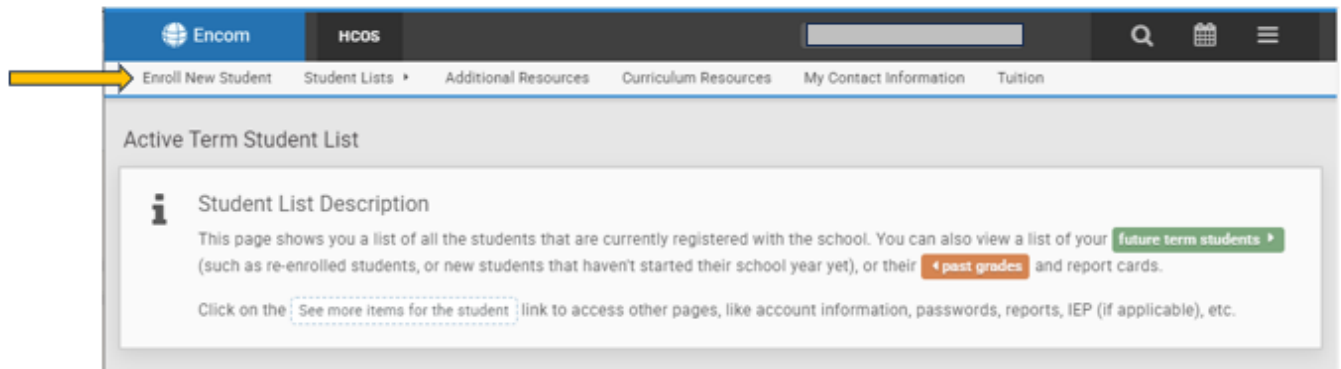 Encom HCOS
Enroll New Student Student Lists Additional Resources Curriculum Resources My Contact Information Tuition
Active Term Student List
Student List Description
This page shows you a list of all the students that are currently registered with the school. You can also view a list of your future term students
(such as re-enrolled students, or new students that haven't started their school year yet), or their past grades and report cards.
Click on the See more items for the student link to access other pages, like account information, passwords, reports, IEP (if applicable), etc.